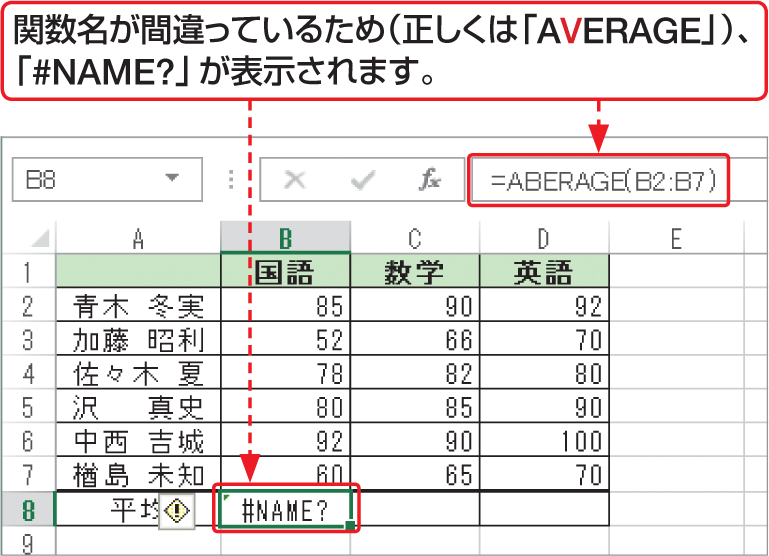 関数名が間違っているため(正しくは「AVERAGE」)、
「#NAME?」が表示されます。
B8 fx =ABERAGE(B2:B7)
A B C D E
1 国語 数学 英語
2 青木 冬実 85 90 92
3 加藤 昭利 52 66 70
4 佐々木 夏 78 82 80
5 沢 真史 80 85 90
6 中西 吉城 92 90 100
7 楢島 未知 60 65 70
8 平均 #NAME?
9